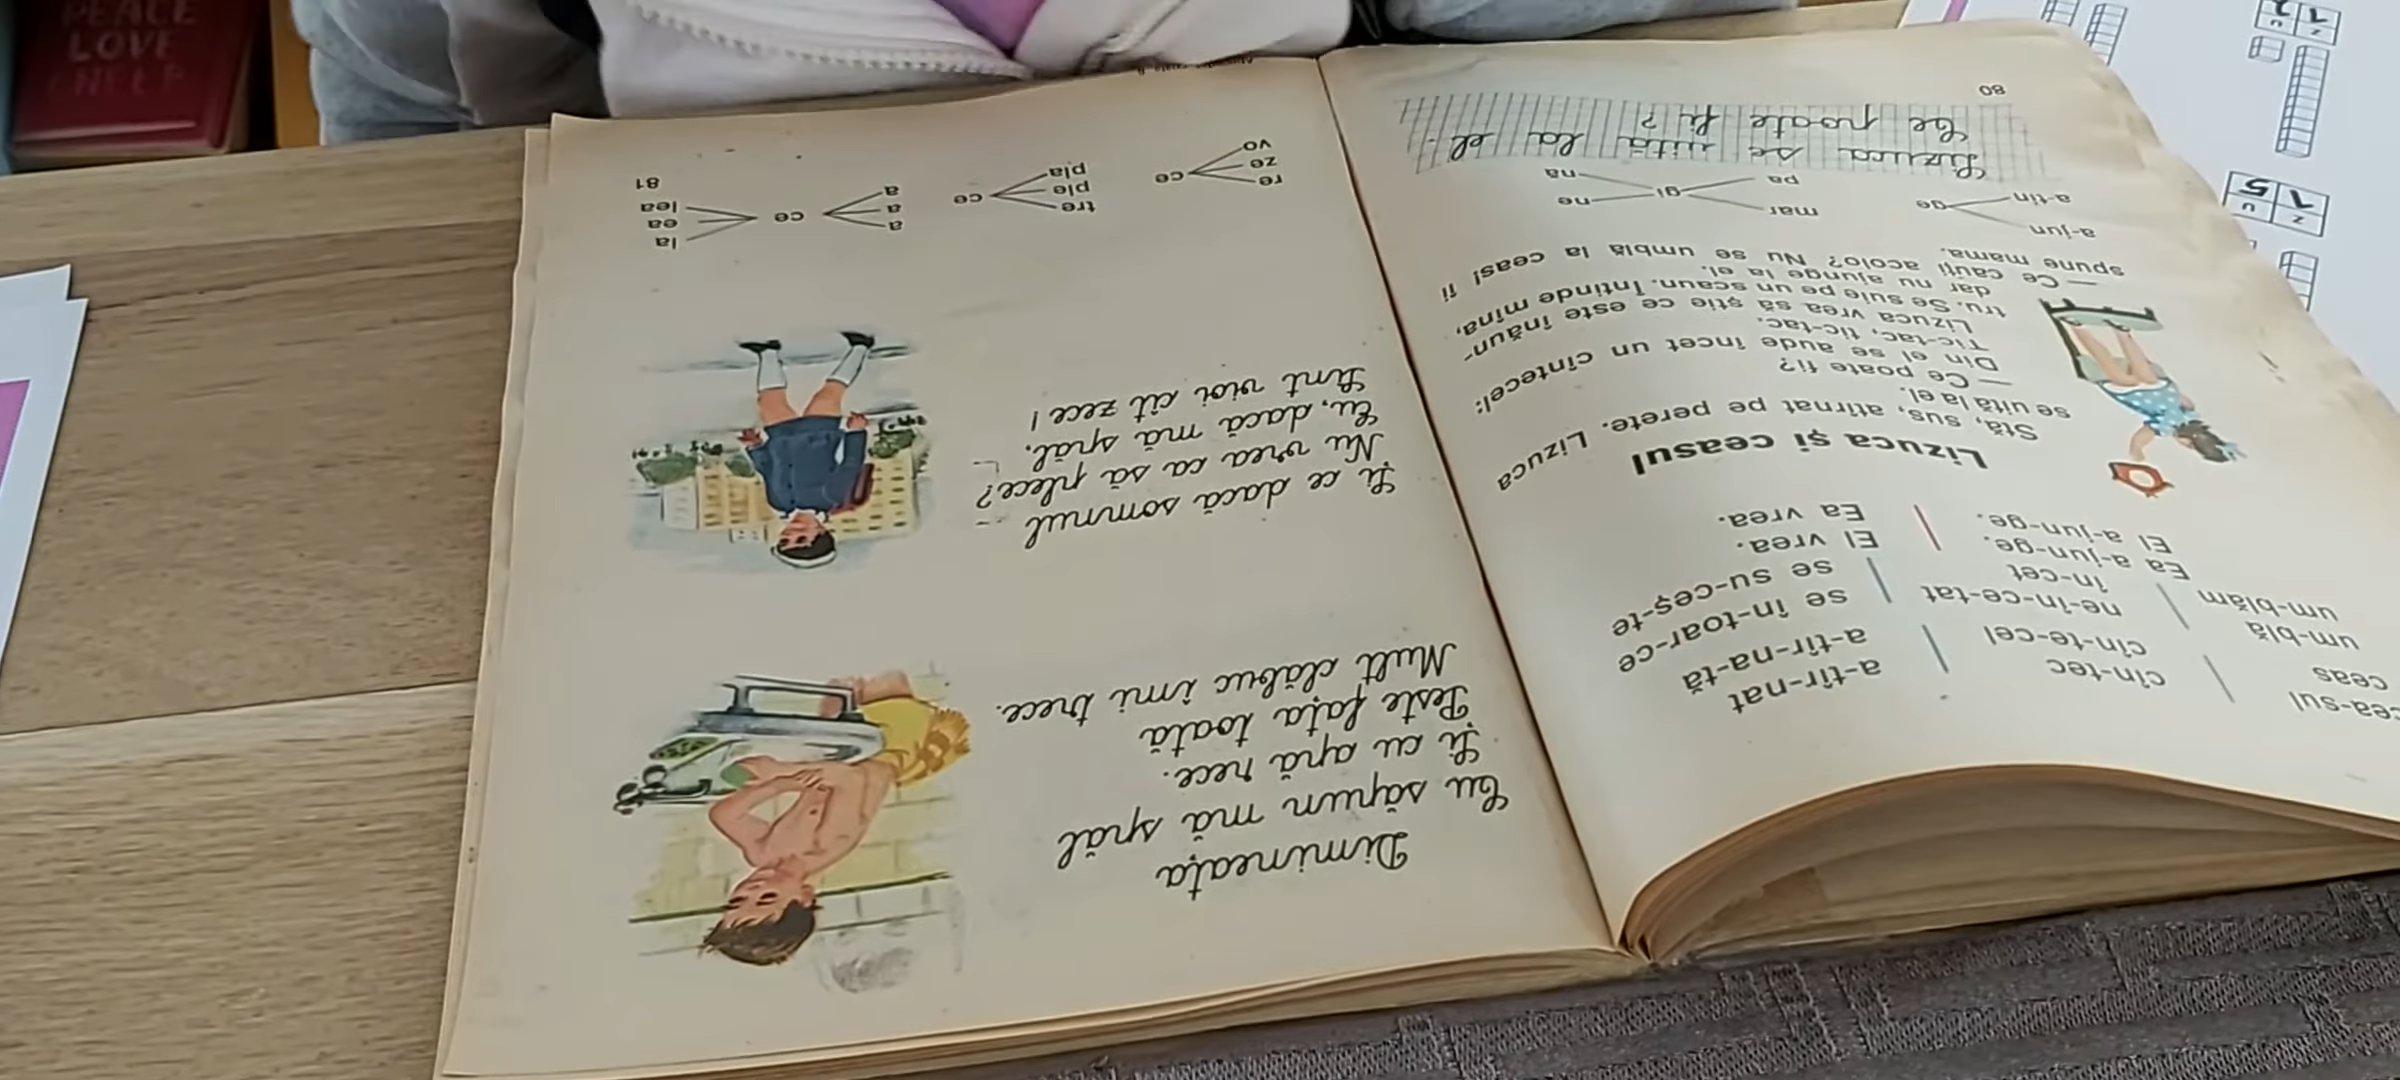 cea-sul
ceas
um-blă
um-blăm
cîn-tec
cîn-te-cel
ne-în-ce-tat
în-cet
Ea a-jun-ge.
El a-jun-ge.
a-tîr-nat
a-tîr-na-tă
se în-toar-ce
se su-ceș-te
El vrea.
Ea vrea.
Lizuca și ceasul
Stă, sus, atîrnat pe perete. Lizuca
se uită la el.
— Ce poate fi?
Din el se aude încet un cîntecel:
Tic-tac, tic-tac.
Lizuca vrea să știe ce este înăun-
tru. Se suie pe un scaun. Întinde mîna,
dar nu ajunge la el.
— Ce cauți acolo? Nu se umblă la ceas! îi
spune mama.
a-jun
a-tin
ge
mar
pa
gi
ne
nă
Lizuca se uită la el.
Ce poate fi?
80
Dimineața
Cu săpun mă spăl
Și cu apă rece.
Peste fața toată
Mult clăbuc îmi trece.
Și ce dacă somnul
Nu vrea ca să plece?
Eu, dacă mă spăl,
Sînt vioi cît zece!
re
ze
vo
ce
tre
ple
pla
ce
a
a
a
ce
la
ea
lea
81
PEACE
LOVE
z u
1 5
z u
1